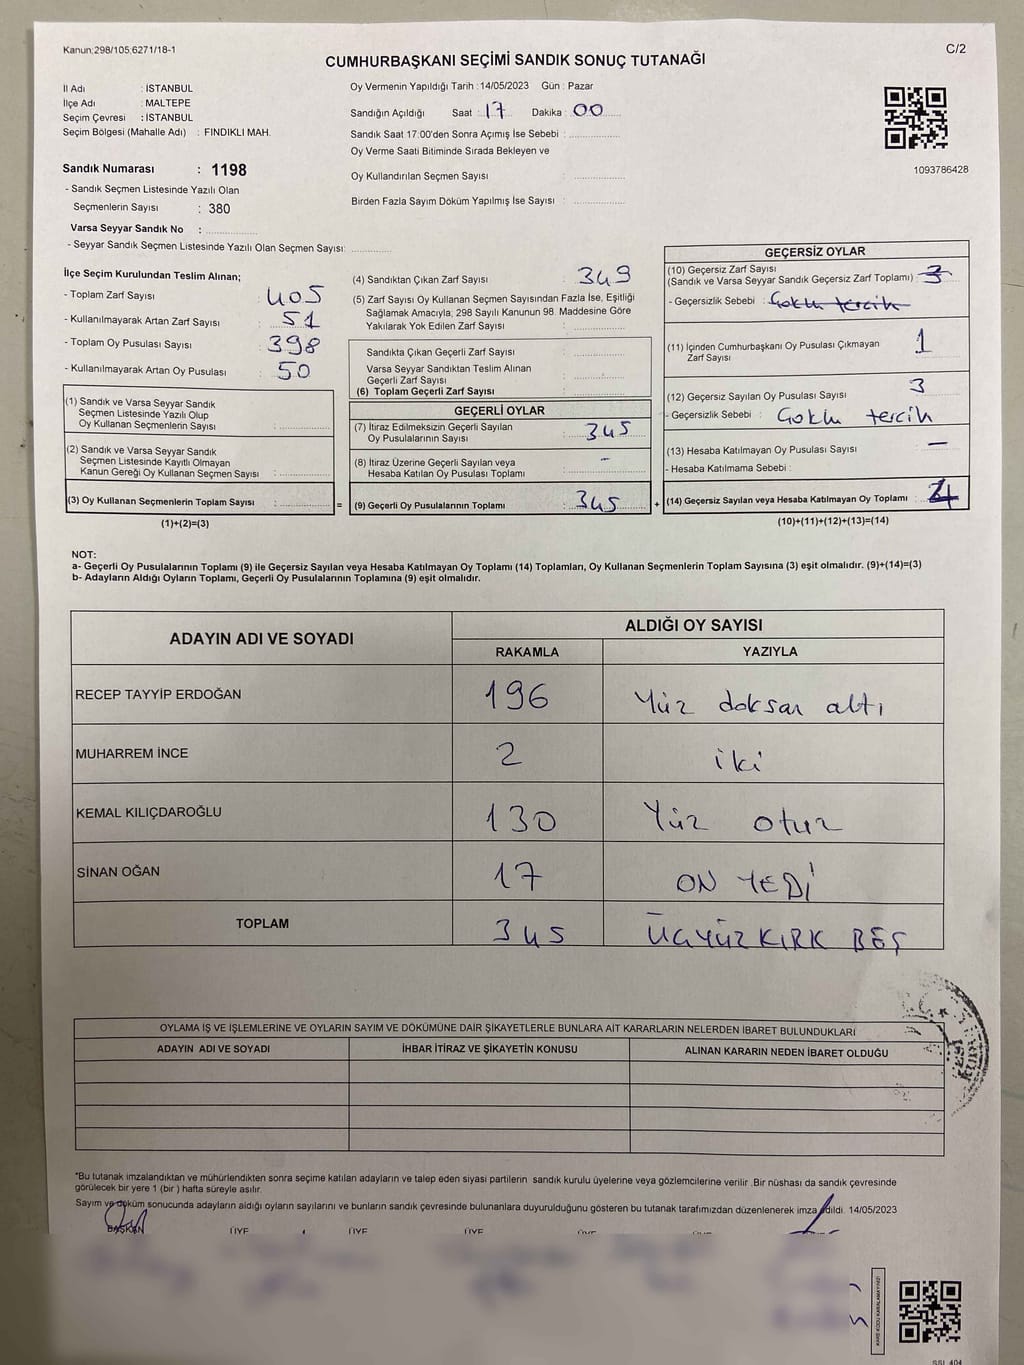 Kanun:298/105;6271/18-1
C/2
CUMHURBAŞKANI SEÇİMİ SANDIK SONUÇ TUTANAĞI
İl Adı : İSTANBUL
İlçe Adı : MALTEPE
Seçim Çevresi : İSTANBUL
Seçim Bölgesi (Mahalle Adı) : FINDIKLI MAH.
Sandık Numarası : 1198
- Sandık Seçmen Listesinde Yazılı Olan
Seçmenlerin Sayısı : 380
Varsa Seyyar Sandık No :
- Seyyar Sandık Seçmen Listesinde Yazılı Olan Seçmen Sayısı:
Oy Vermenin Yapıldığı Tarih : 14/05/2023 Gün : Pazar
Sandığın Açıldığı Saat : 17 Dakika : 00
Sandık Saat 17:00'den Sonra Açımış İse Sebebi :
Oy Verme Saati Bitiminde Sırada Bekleyen ve
Oy Kullandırılan Seçmen Sayısı :
Birden Fazla Sayım Döküm Yapılmış İse Sayısı :
1093786428
İlçe Seçim Kurulundan Teslim Alınan;
- Toplam Zarf Sayısı : 405
- Kullanılmayarak Artan Zarf Sayısı : 51
- Toplam Oy Pusulası Sayısı : 398
- Kullanılmayarak Artan Oy Pusulası : 50
(1) Sandık ve Varsa Seyyar Sandık
Seçmen Listesinde Yazılı Olup
Oy Kullanan Seçmenlerin Sayısı :
(2) Sandık ve Varsa Seyyar Sandık
Seçmen Listesinde Kayıtlı Olmayan
Kanun Gereği Oy Kullanan Seçmen Sayısı :
(3) Oy Kullanan Seçmenlerin Toplam Sayısı :
(1)+(2)=(3)
(4) Sandıktan Çıkan Zarf Sayısı : 349
(5) Zarf Sayısı Oy Kullanan Seçmen Sayısından Fazla İse, Eşitliği
Sağlamak Amacıyla, 298 Sayılı Kanunun 98. Maddesine Göre
Yakılarak Yok Edilen Zarf Sayısı :
Sandıkta Çıkan Geçerli Zarf Sayısı :
Varsa Seyyar Sandıktan Teslim Alınan
Geçerli Zarf Sayısı :
(6) Toplam Geçerli Zarf Sayısı :
GEÇERLİ OYLAR
(7) İtiraz Edilmeksizin Geçerli Sayılan
Oy Pusulalarının Sayısı : 345
(8) İtiraz Üzerine Geçerli Sayılan veya
Hesaba Katılan Oy Pusulası Toplamı : -
= (9) Geçerli Oy Pusulalarının Toplamı : 345
GEÇERSİZ OYLAR
(10) Geçersiz Zarf Sayısı
(Sandık ve Varsa Seyyar Sandık Geçersiz Zarf Toplamı) : 3
- Geçersizlik Sebebi : Çoklu tercih
(11) İçinden Cumhurbaşkanı Oy Pusulası Çıkmayan
Zarf Sayısı : 1
(12) Geçersiz Sayılan Oy Pusulası Sayısı : 3
- Geçersizlik Sebebi : Çoklu tercih
(13) Hesaba Katılmayan Oy Pusulası Sayısı : -
- Hesaba Katılmama Sebebi :
+ (14) Geçersiz Sayılan veya Hesaba Katılmayan Oy Toplamı : 4
(10)+(11)+(12)+(13)=(14)
NOT:
a- Geçerli Oy Pusulalarının Toplamı (9) ile Geçersiz Sayılan veya Hesaba Katılmayan Oy Toplamı (14) Toplamları, Oy Kullanan Seçmenlerin Toplam Sayısına (3) eşit olmalıdır. (9)+(14)=(3)
b- Adayların Aldığı Oyların Toplamı, Geçerli Oy Pusulalarının Toplamına (9) eşit olmalıdır.
ADAYIN ADI VE SOYADI
ALDIĞI OY SAYISI
RAKAMLA YAZIYLA
RECEP TAYYİP ERDOĞAN 196 Yüz doksan altı
MUHARREM İNCE 2 iki
KEMAL KILIÇDAROĞLU 130 Yüz otuz
SİNAN OĞAN 17 ON YEDİ
TOPLAM 345 ÜÇYÜZ KIRK BEŞ
OYLAMA İŞ VE İŞLEMLERİNE VE OYLARIN SAYIM VE DÖKÜMÜNE DAİR ŞİKAYETLERLE BUNLARA AİT KARARLARIN NELERDEN İBARET BULUNDUKLARI
ADAYIN ADI VE SOYADI İHBAR İTİRAZ VE ŞİKAYETİN KONUSU ALINAN KARARIN NEDEN İBARET OLDUĞU
*Bu tutanak imzalandıktan ve mühürlendikten sonra seçime katılan adayların ve talep eden siyasi partilerin sandık kurulu üyelerine veya gözlemcilerine verilir .Bir nüshası da sandık çevresinde
görülecek bir yere 1 (bir ) hafta süreyle asılır.
Sayım ve döküm sonucunda adayların aldığı oyların sayılarını ve bunların sandık çevresinde bulunanlara duyurulduğunu gösteren bu tutanak tarafımızdan düzenlenerek imza edildi. 14/05/2023
BAŞKAN ÜYE ÜYE ÜYE ÜYE ÜYE